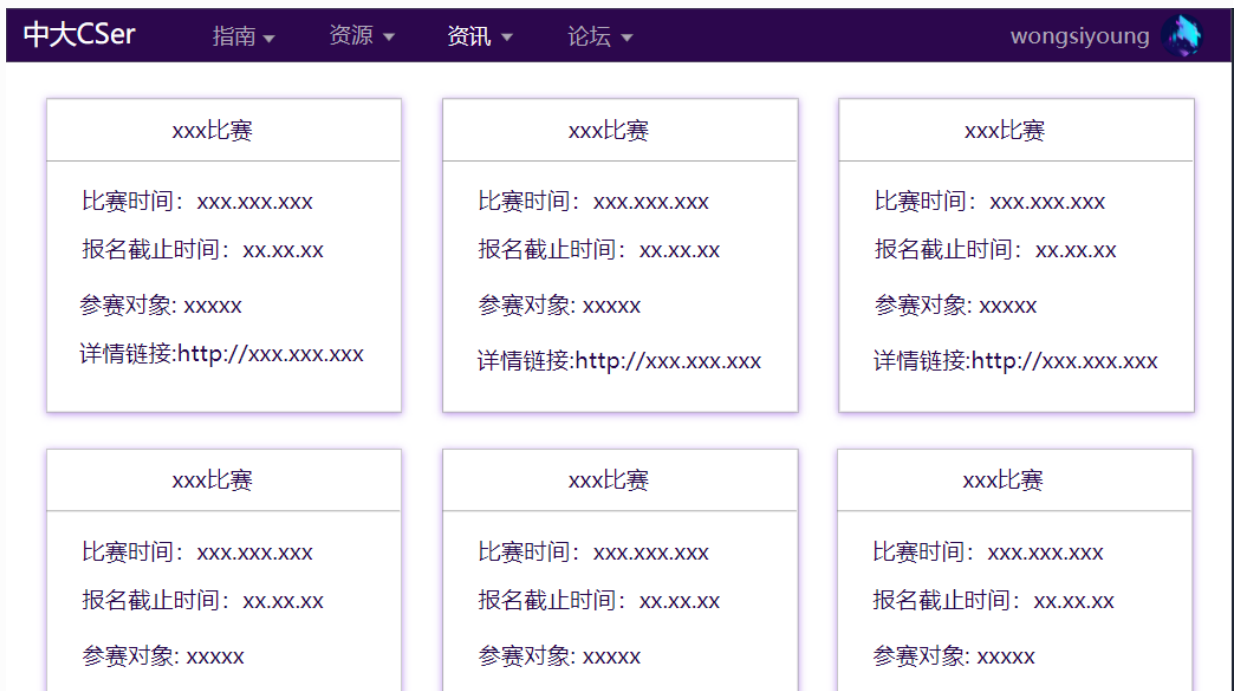 中大CSer 指南 资源 资讯 论坛 wongsiyoung
xxx比赛 xxx比赛 xxx比赛
比赛时间：xxx.xxx.xxx 比赛时间：xxx.xxx.xxx 比赛时间：xxx.xxx.xxx
报名截止时间：xx.xx.xx 报名截止时间：xx.xx.xx 报名截止时间：xx.xx.xx
参赛对象: xxxxx 参赛对象: xxxxx 参赛对象: xxxxx
详情链接:http://xxx.xxx.xxx 详情链接:http://xxx.xxx.xxx 详情链接:http://xxx.xxx.xxx
xxx比赛 xxx比赛 xxx比赛
比赛时间：xxx.xxx.xxx 比赛时间：xxx.xxx.xxx 比赛时间：xxx.xxx.xxx
报名截止时间：xx.xx.xx 报名截止时间：xx.xx.xx 报名截止时间：xx.xx.xx
参赛对象: xxxxx 参赛对象: xxxxx 参赛对象: xxxxx